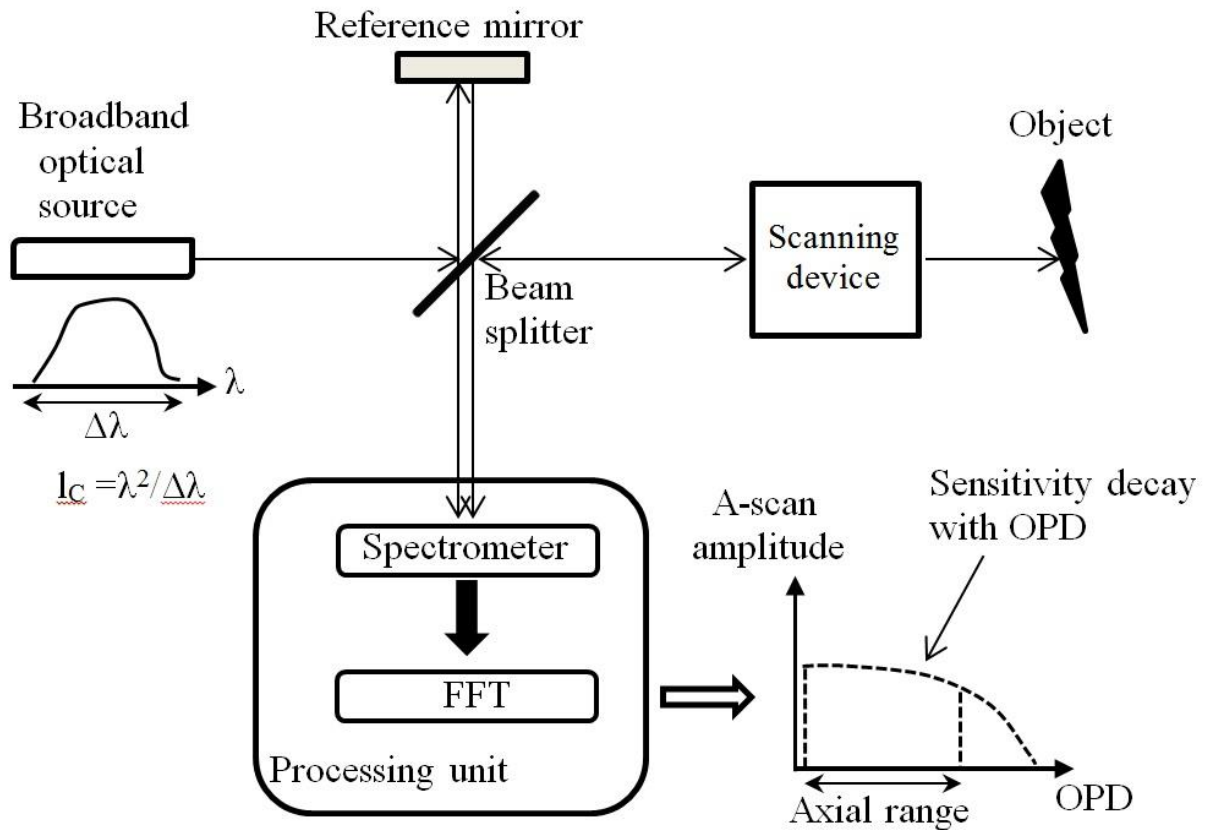 Reference mirror
Broadband
optical
source
Object
Scanning
device
Beam
splitter
λ
Δλ
l_C =λ²/Δλ
Spectrometer
FFT
Processing unit
A-scan
amplitude
Sensitivity decay
with OPD
Axial range
OPD